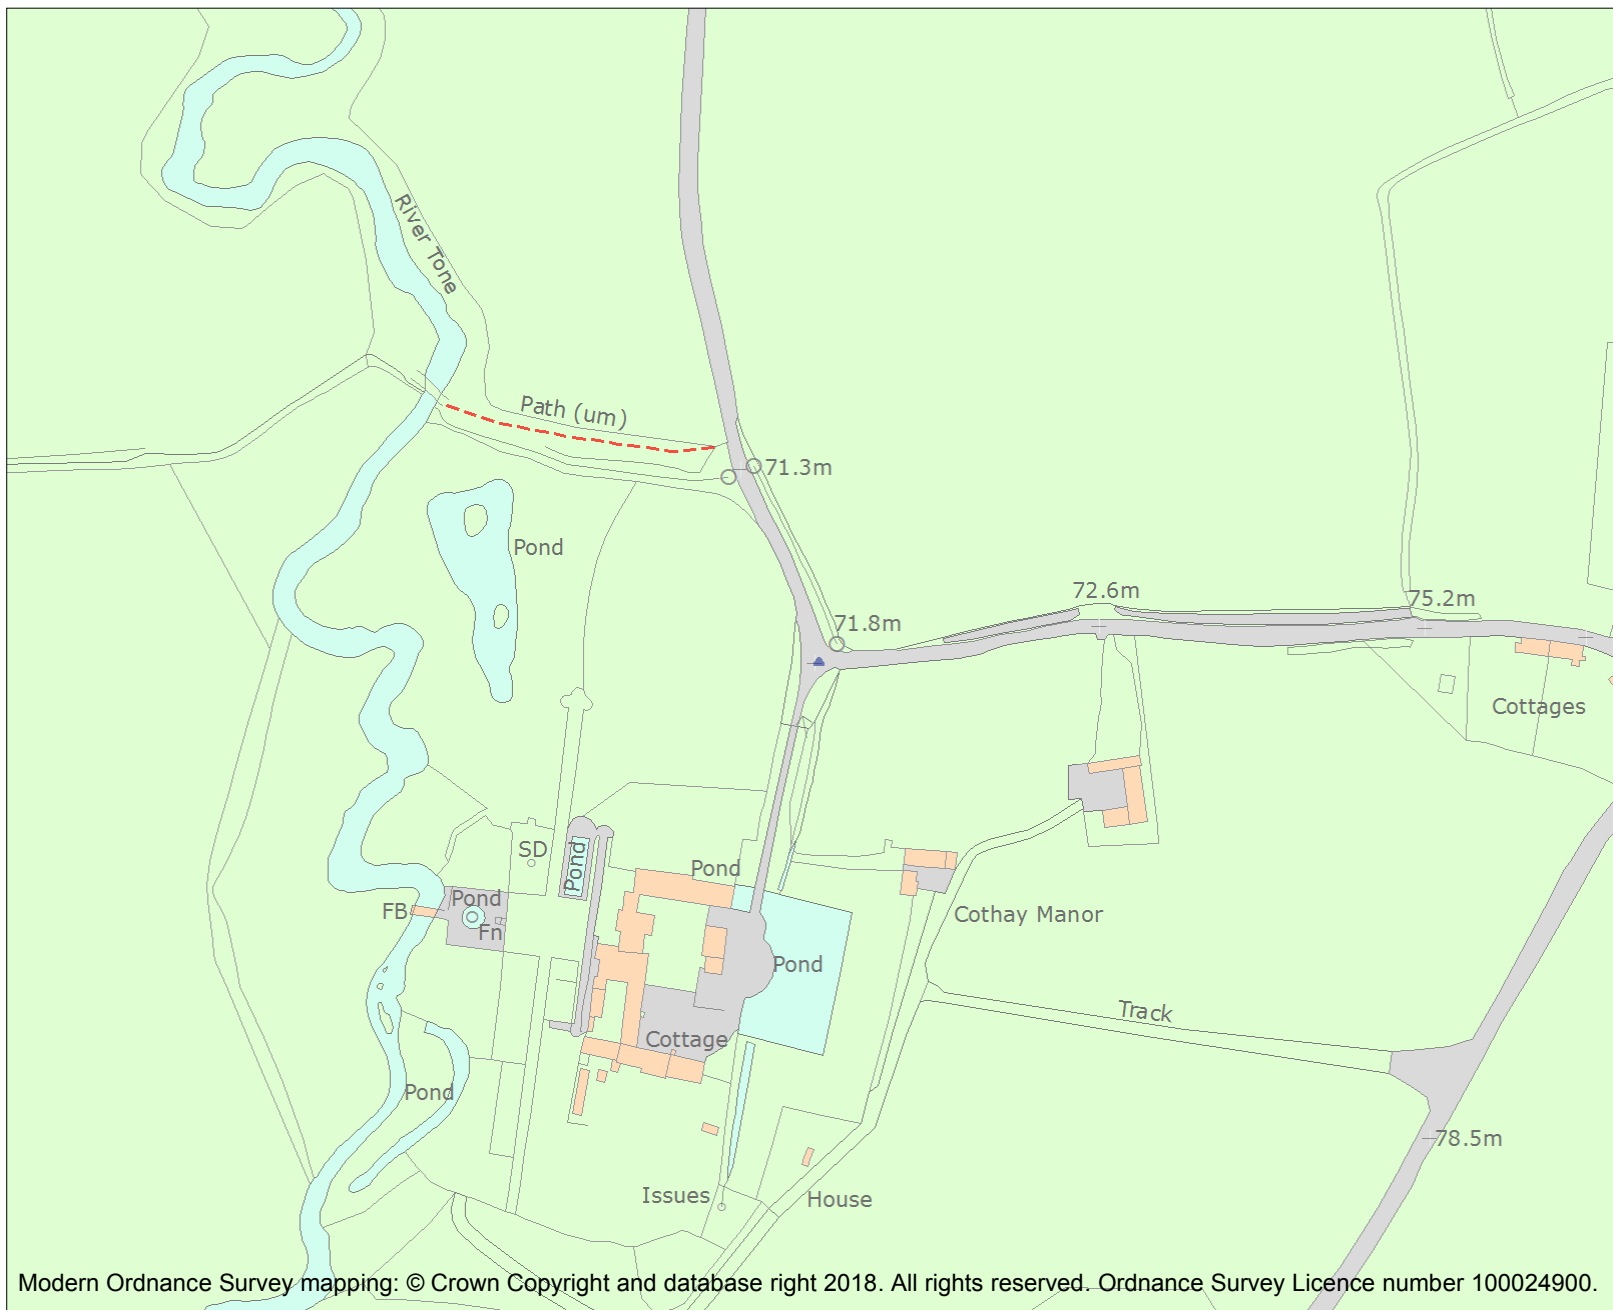 River Tone
Path (um)
71.3m
Pond
72.6m
75.2m
71.8m
Cottages
SD
Pond
Pond
Pond
FB
Fn
Cothay Manor
Pond
Track
Cottage
Pond
78.5m
Issues
House
Modern Ordnance Survey mapping: © Crown Copyright and database right 2018. All rights reserved. Ordnance Survey Licence number 100024900.